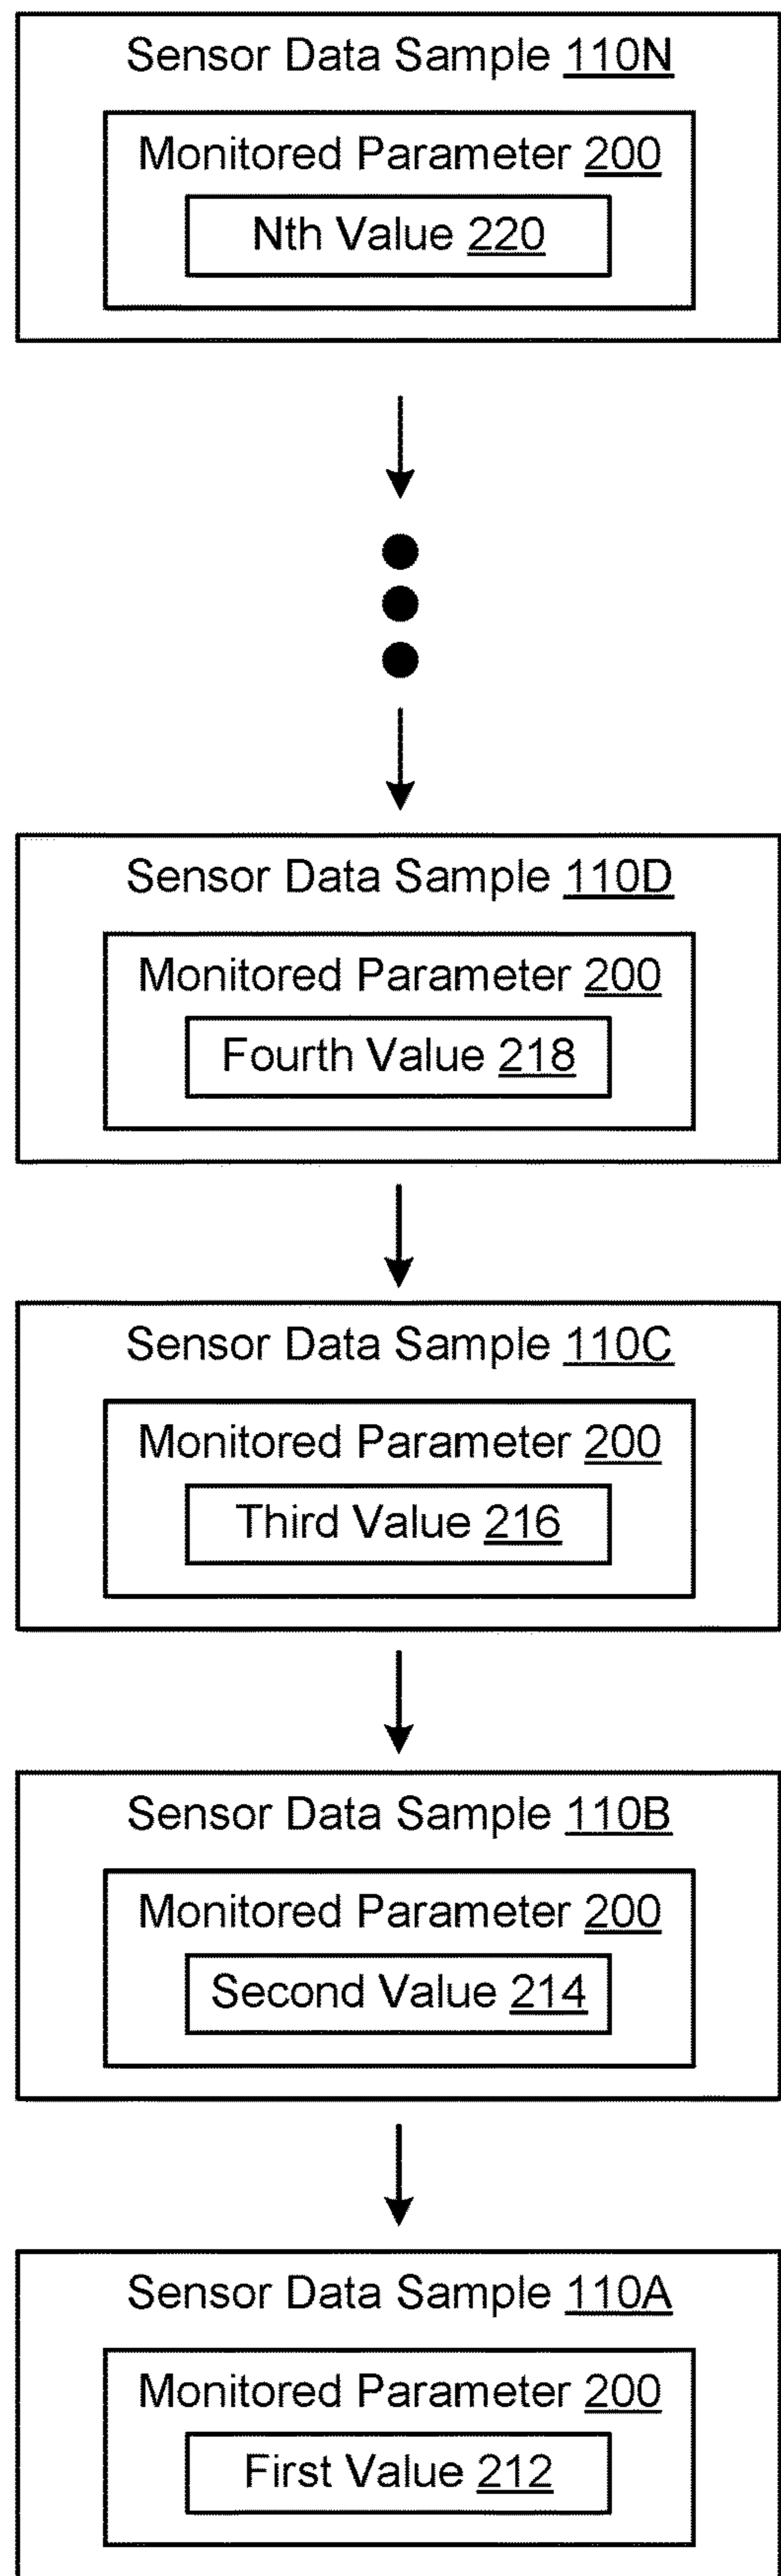 Sensor Data Sample 110N
Monitored Parameter 200
Nth Value 220
Sensor Data Sample 110D
Monitored Parameter 200
Fourth Value 218
Sensor Data Sample 110C
Monitored Parameter 200
Third Value 216
Sensor Data Sample 110B
Monitored Parameter 200
Second Value 214
Sensor Data Sample 110A
Monitored Parameter 200
First Value 212